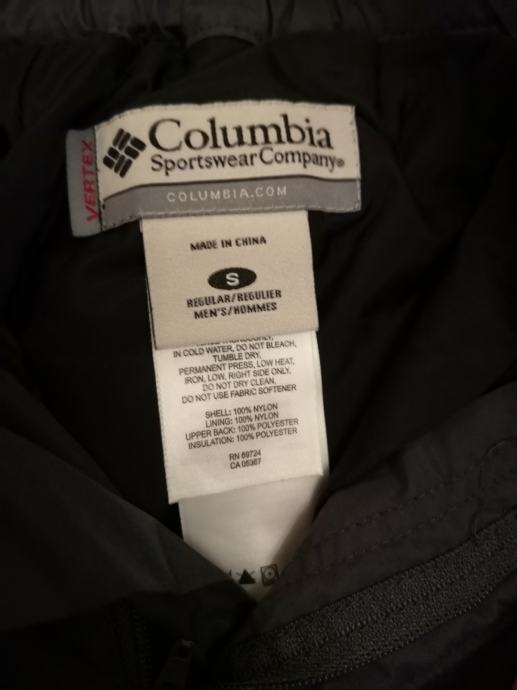 Columbia
Sportswear Company®
VERTEX
COLUMBIA.COM
MADE IN CHINA
S
REGULAR/REGULIER
MEN'S/HOMMES
IN COLD WATER, DO NOT BLEACH,
TUMBLE DRY,
PERMANENT PRESS, LOW HEAT,
IRON, LOW, RIGHT SIDE ONLY,
DO NOT DRY CLEAN,
DO NOT USE FABRIC SOFTENER
SHELL: 100% NYLON
LINING: 100% NYLON
UPPER BACK: 100% POLYESTER
INSULATION: 100% POLYESTER
RN 69724
CA 05367